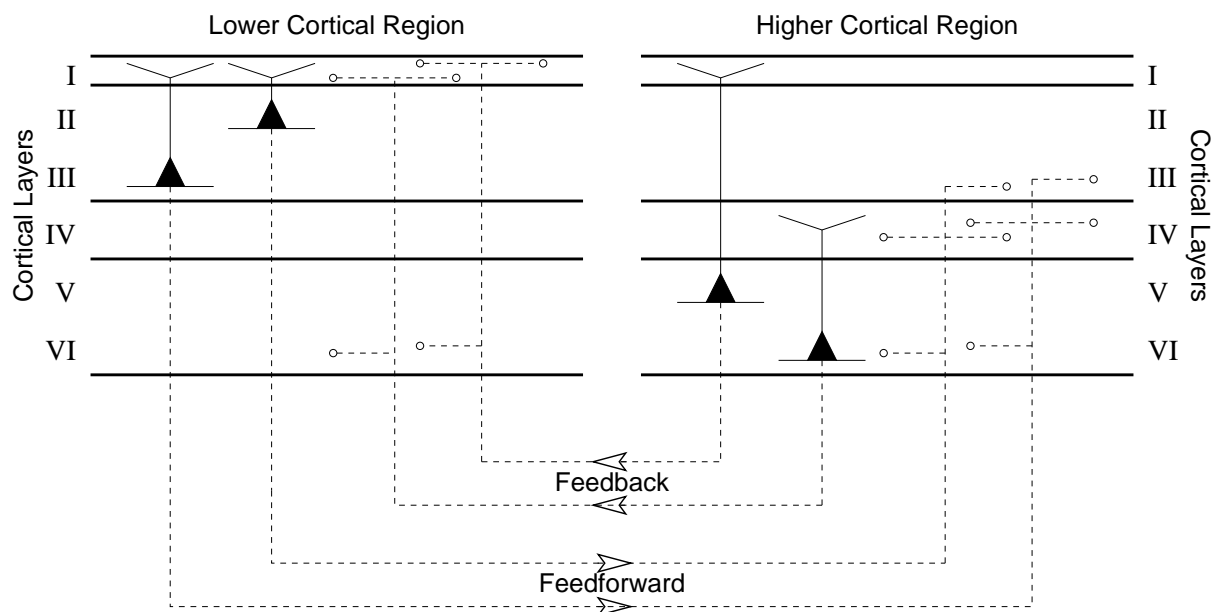 Lower Cortical Region
Higher Cortical Region
Cortical Layers
I
II
III
IV
V
VI
I
II
III
IV
V
VI
Cortical Layers
Feedback
Feedforward